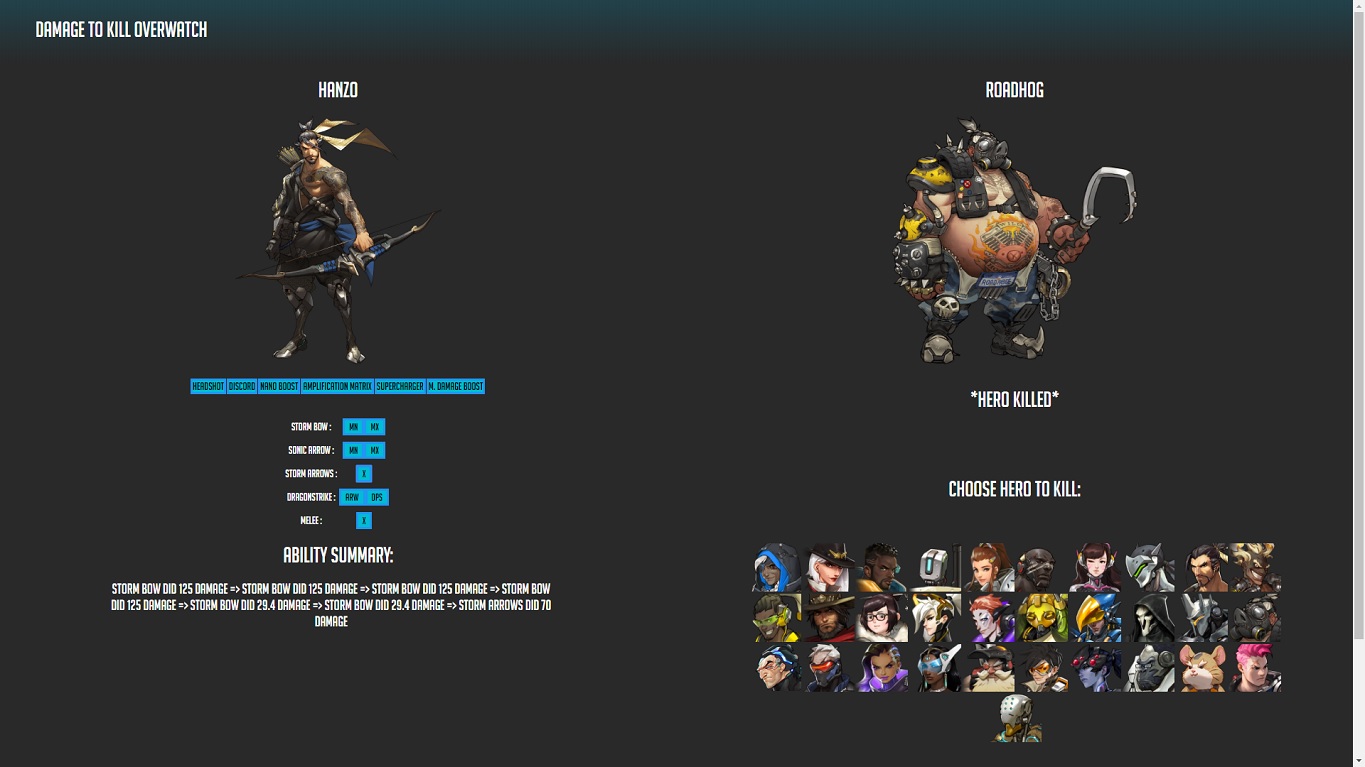 DAMAGE TO KILL OVERWATCH
HANZO
ROADHOG
HEADSHOT DISCORD NANO BOOST AMPLIFICATION MATRIX SUPERCHARGER M. DAMAGE BOOST
*HERO KILLED*
STORM BOW : MN MX
SONIC ARROW : MN MX
STORM ARROWS : X
DRAGONSTRIKE : ARW DPS
MELEE : X
CHOOSE HERO TO KILL:
ABILITY SUMMARY:
STORM BOW DID 125 DAMAGE => STORM BOW DID 125 DAMAGE => STORM BOW DID 125 DAMAGE => STORM BOW
DID 125 DAMAGE => STORM BOW DID 29.4 DAMAGE => STORM BOW DID 29.4 DAMAGE => STORM ARROWS DID 70
DAMAGE